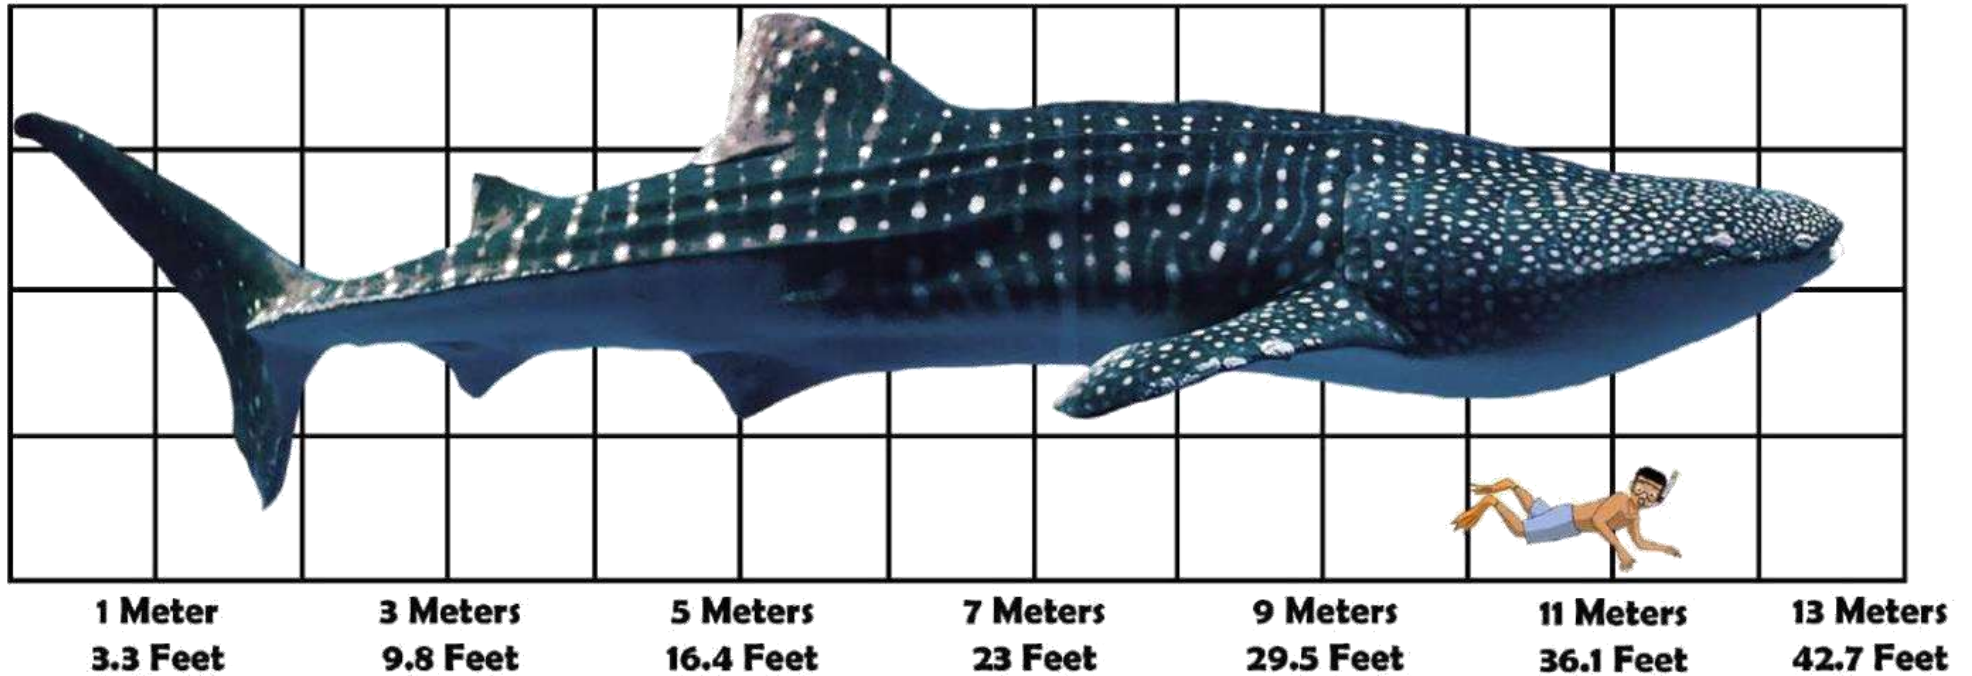 1 Meter 3 Meters 5 Meters 7 Meters 9 Meters 11 Meters 13 Meters
3.3 Feet 9.8 Feet 16.4 Feet 23 Feet 29.5 Feet 36.1 Feet 42.7 Feet